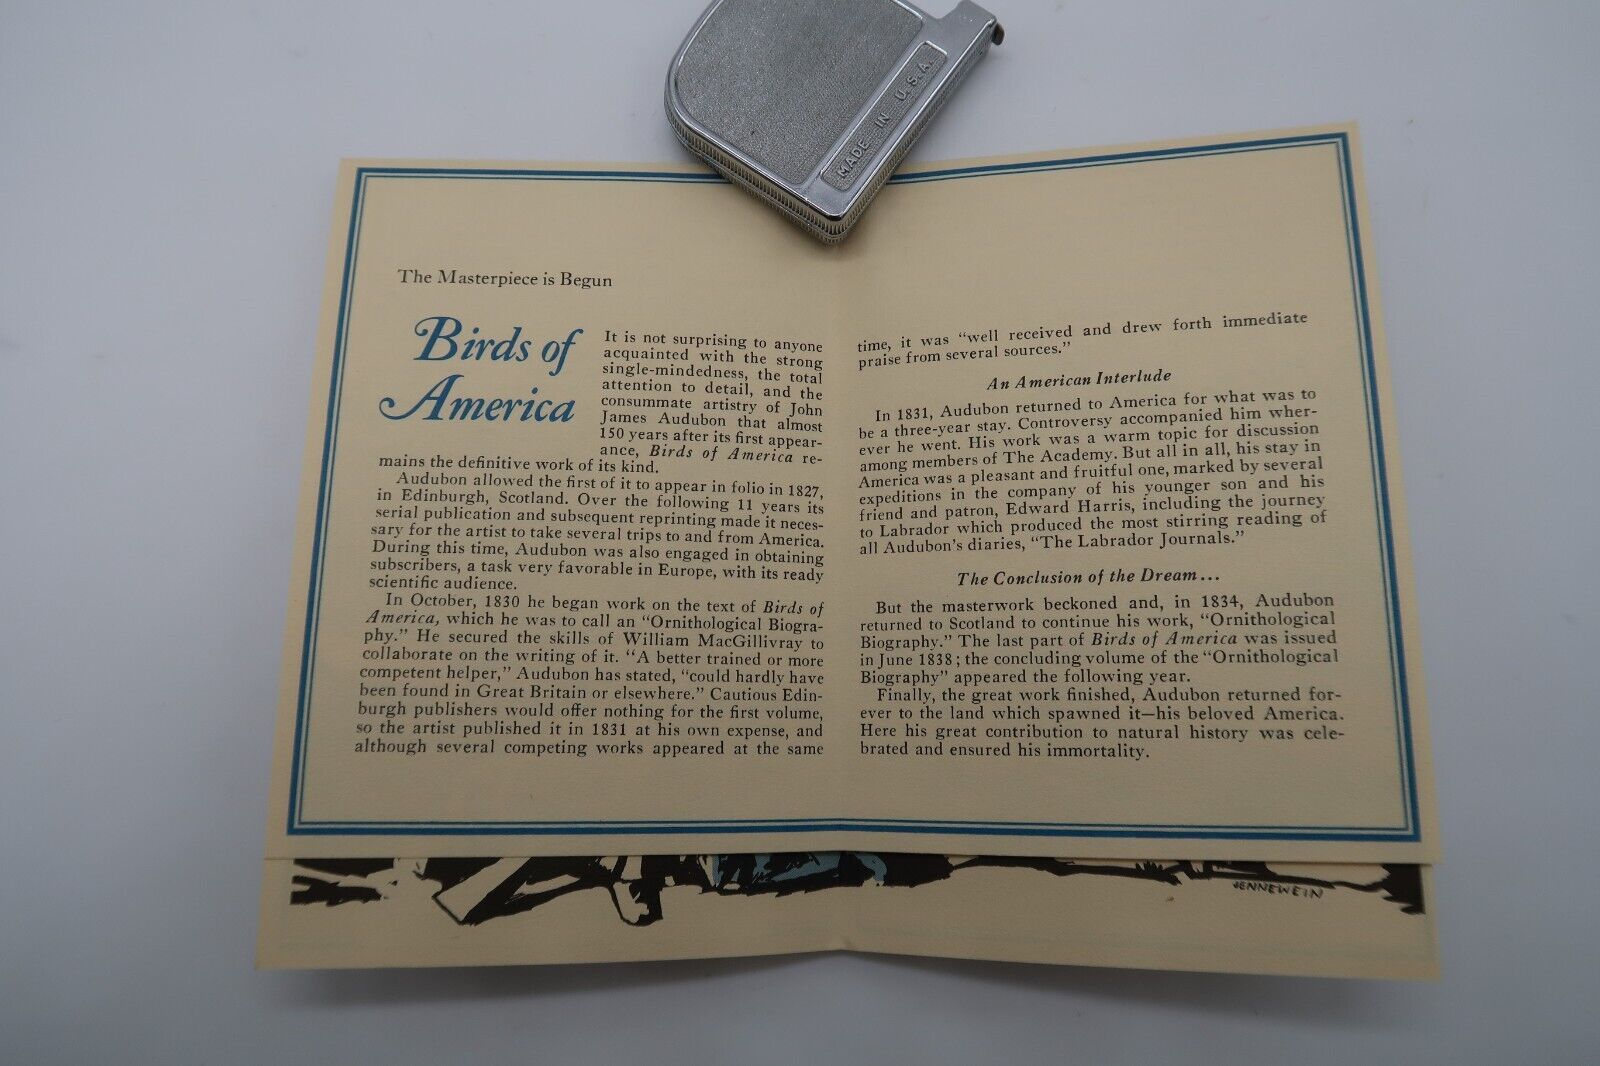 MADE IN U.S.A.
The Masterpiece is Begun
Birds of
America
It is not surprising to anyone
acquainted with the strong
single-mindedness, the total
attention to detail, and the
consummate artistry of John
James Audubon that almost
150 years after its first appear-
ance, Birds of America re-
mains the definitive work of its kind.
Audubon allowed the first of it to appear in folio in 1827,
in Edinburgh, Scotland. Over the following 11 years its
serial publication and subsequent reprinting made it neces-
sary for the artist to take several trips to and from America.
During this time, Audubon was also engaged in obtaining
subscribers, a task very favorable in Europe, with its ready
scientific audience.
In October, 1830 he began work on the text of Birds of
America, which he was to call an "Ornithological Biogra-
phy." He secured the skills of William MacGillivray to
collaborate on the writing of it. "A better trained or more
competent helper," Audubon has stated, "could hardly have
been found in Great Britain or elsewhere." Cautious Edin-
burgh publishers would offer nothing for the first volume,
so the artist published it in 1831 at his own expense, and
although several competing works appeared at the same
time, it was "well received and drew forth immediate
praise from several sources."
An American Interlude
In 1831, Audubon returned to America for what was to
be a three-year stay. Controversy accompanied him wher-
ever he went. His work was a warm topic for discussion
among members of The Academy. But all in all, his stay in
America was a pleasant and fruitful one, marked by several
expeditions in the company of his younger son and his
friend and patron, Edward Harris, including the journey
to Labrador which produced the most stirring reading of
all Audubon's diaries, "The Labrador Journals."
The Conclusion of the Dream...
But the masterwork beckoned and, in 1834, Audubon
returned to Scotland to continue his work, "Ornithological
Biography." The last part of Birds of America was issued
in June 1838; the concluding volume of the "Ornithological
Biography" appeared the following year.
Finally, the great work finished, Audubon returned for-
ever to the land which spawned it—his beloved America.
Here his great contribution to natural history was cele-
brated and ensured his immortality.
JENNEWEIN